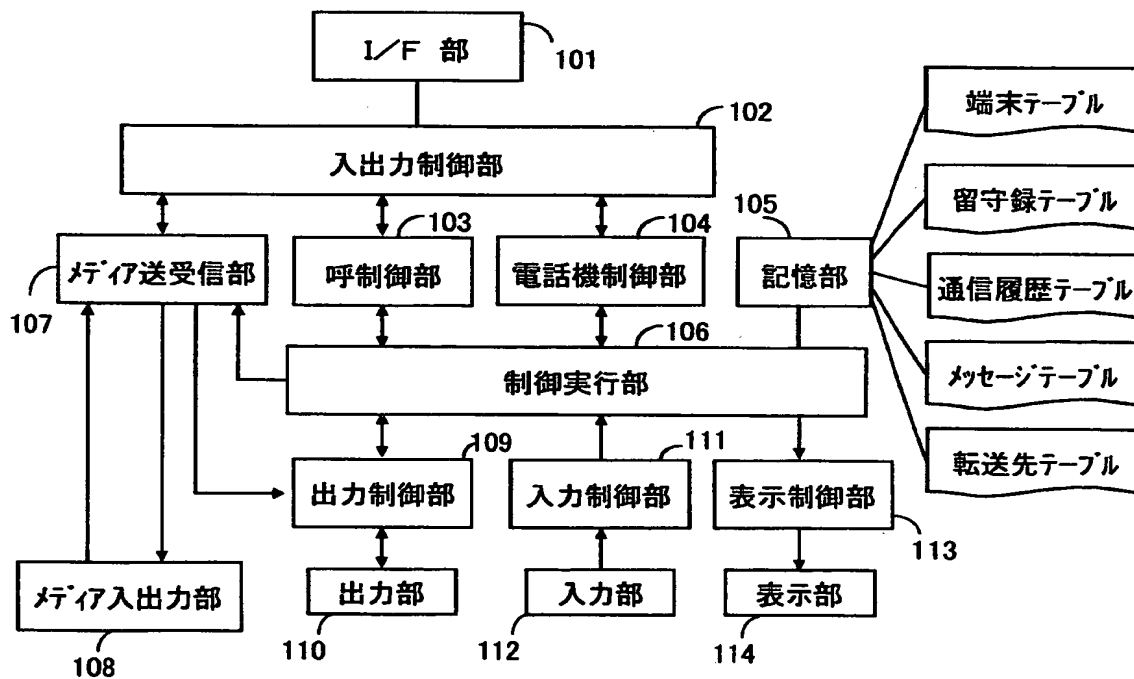 I/F 部
101
102
入出力制御部
端末テーブル
留守録テーブル
通信履歴テーブル
メッセージテーブル
転送先テーブル
103
104
105
メディア送受信部
呼制御部
電話機制御部
記憶部
107
106
制御実行部
109
111
出力制御部
入力制御部
表示制御部
113
メディア入出力部
出力部
入力部
表示部
108
110
112
114